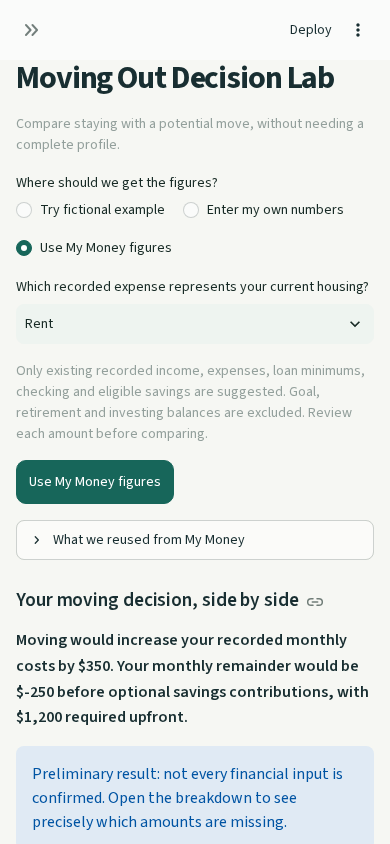 Deploy
Moving Out Decision Lab
Compare staying with a potential move, without needing a
complete profile.
Where should we get the figures?
Try fictional example
Enter my own numbers
Use My Money figures
Which recorded expense represents your current housing?
Rent
Only existing recorded income, expenses, loan minimums,
checking and eligible savings are suggested. Goal,
retirement and investing balances are excluded. Review
each amount before comparing.
Use My Money figures
What we reused from My Money
Your moving decision, side by side
Moving would increase your recorded monthly
costs by $350. Your monthly remainder would be
$-250 before optional savings contributions, with
$1,200 required upfront.
Preliminary result: not every financial input is
confirmed. Open the breakdown to see
precisely which amounts are missing.